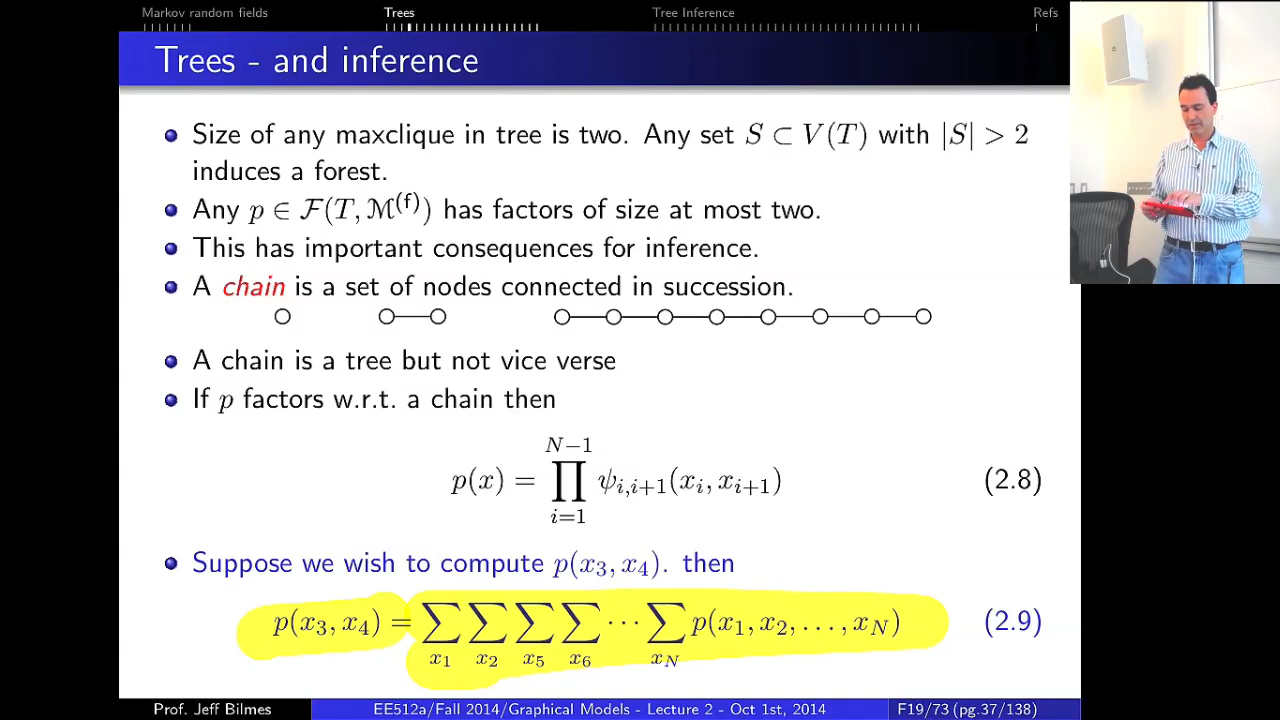 Markov random fields Trees Tree Inference Refs
Trees - and inference
Size of any maxclique in tree is two. Any set S ⊂ V(T) with |S| > 2
induces a forest.
Any p ∈ F(T, M^(f)) has factors of size at most two.
This has important consequences for inference.
A chain is a set of nodes connected in succession.
A chain is a tree but not vice verse
If p factors w.r.t. a chain then
p(x) = ∏_{i=1}^{N−1} ψ_{i,i+1}(x_i, x_{i+1}) (2.8)
Suppose we wish to compute p(x_3, x_4). then
p(x_3, x_4) = ∑_{x_1} ∑_{x_2} ∑_{x_5} ∑_{x_6} ⋯ ∑_{x_N} p(x_1, x_2, . . . , x_N) (2.9)
Prof. Jeff Bilmes EE512a/Fall 2014/Graphical Models - Lecture 2 - Oct 1st, 2014 F19/73 (pg.37/138)